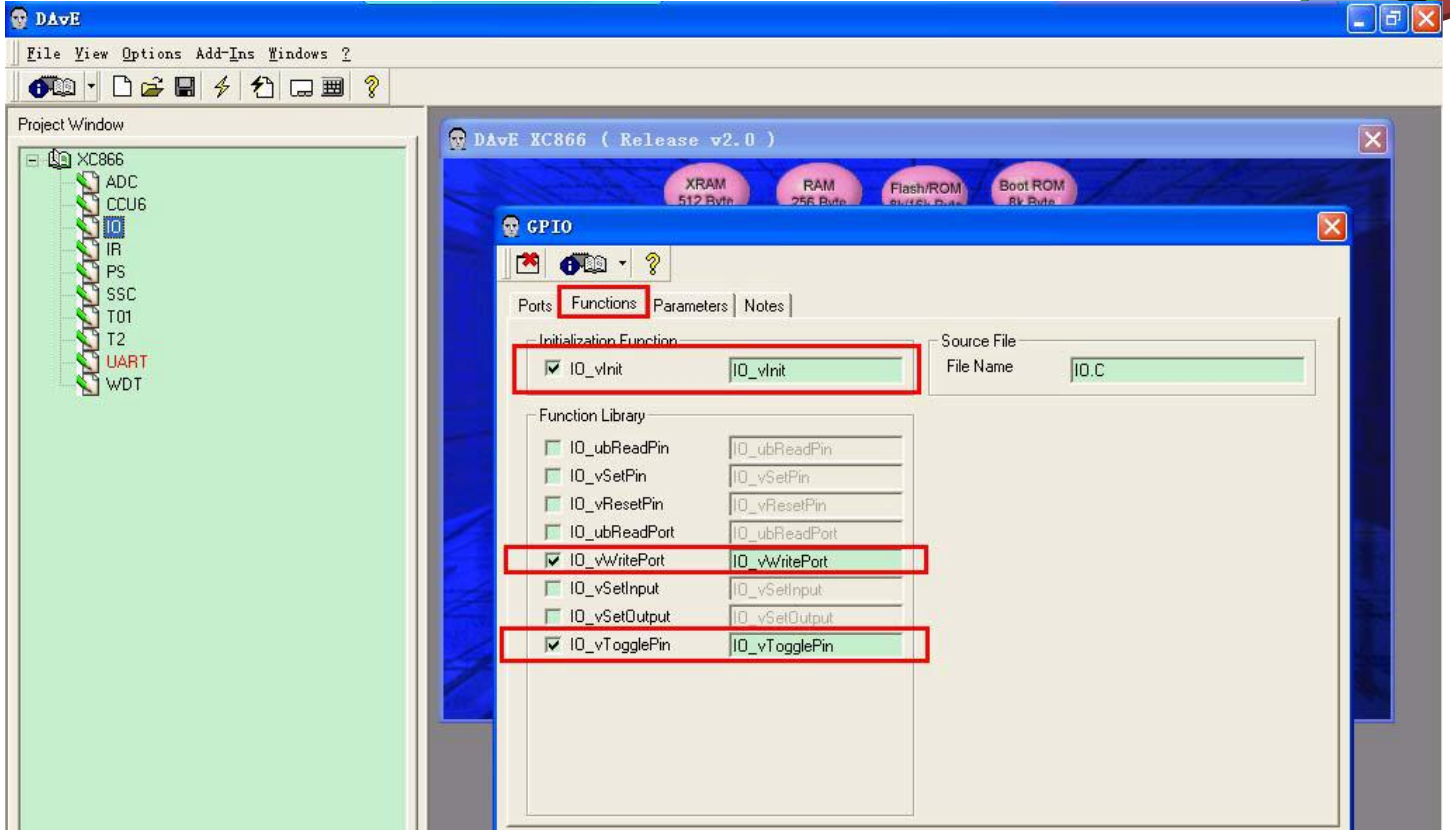 DAvE
File View Options Add-Ins Windows ?
Project Window
XC866
ADC
CCU6
IO
IR
PS
SSC
T01
T2
UART
WDT
DAvE XC866 ( Release v2.0 )
XRAM
512 Byte
RAM
256 Byte
Flash/ROM
8k/16k Byte
Boot ROM
8k Byte
GPIO
Ports Functions Parameters Notes
Initialization Function
IO_vInit IO_vInit
Source File
File Name IO.C
Function Library
IO_ubReadPin IO_ubReadPin
IO_vSetPin IO_vSetPin
IO_vResetPin IO_vResetPin
IO_ubReadPort IO_ubReadPort
IO_vWritePort IO_vWritePort
IO_vSetInput IO_vSetInput
IO_vSetOutput IO_vSetOutput
IO_vTogglePin IO_vTogglePin